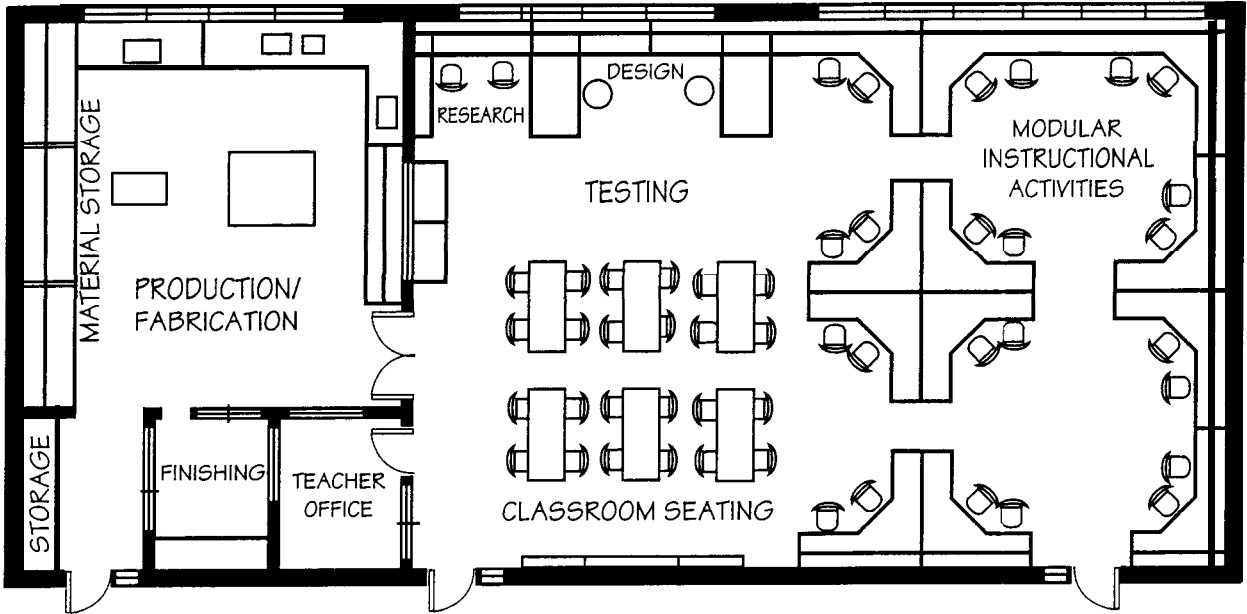 DESIGN
RESEARCH
MODULAR
INSTRUCTIONAL
ACTIVITIES
TESTING
MATERIAL STORAGE
PRODUCTION/
FABRICATION
STORAGE
FINISHING
TEACHER
OFFICE
CLASSROOM SEATING